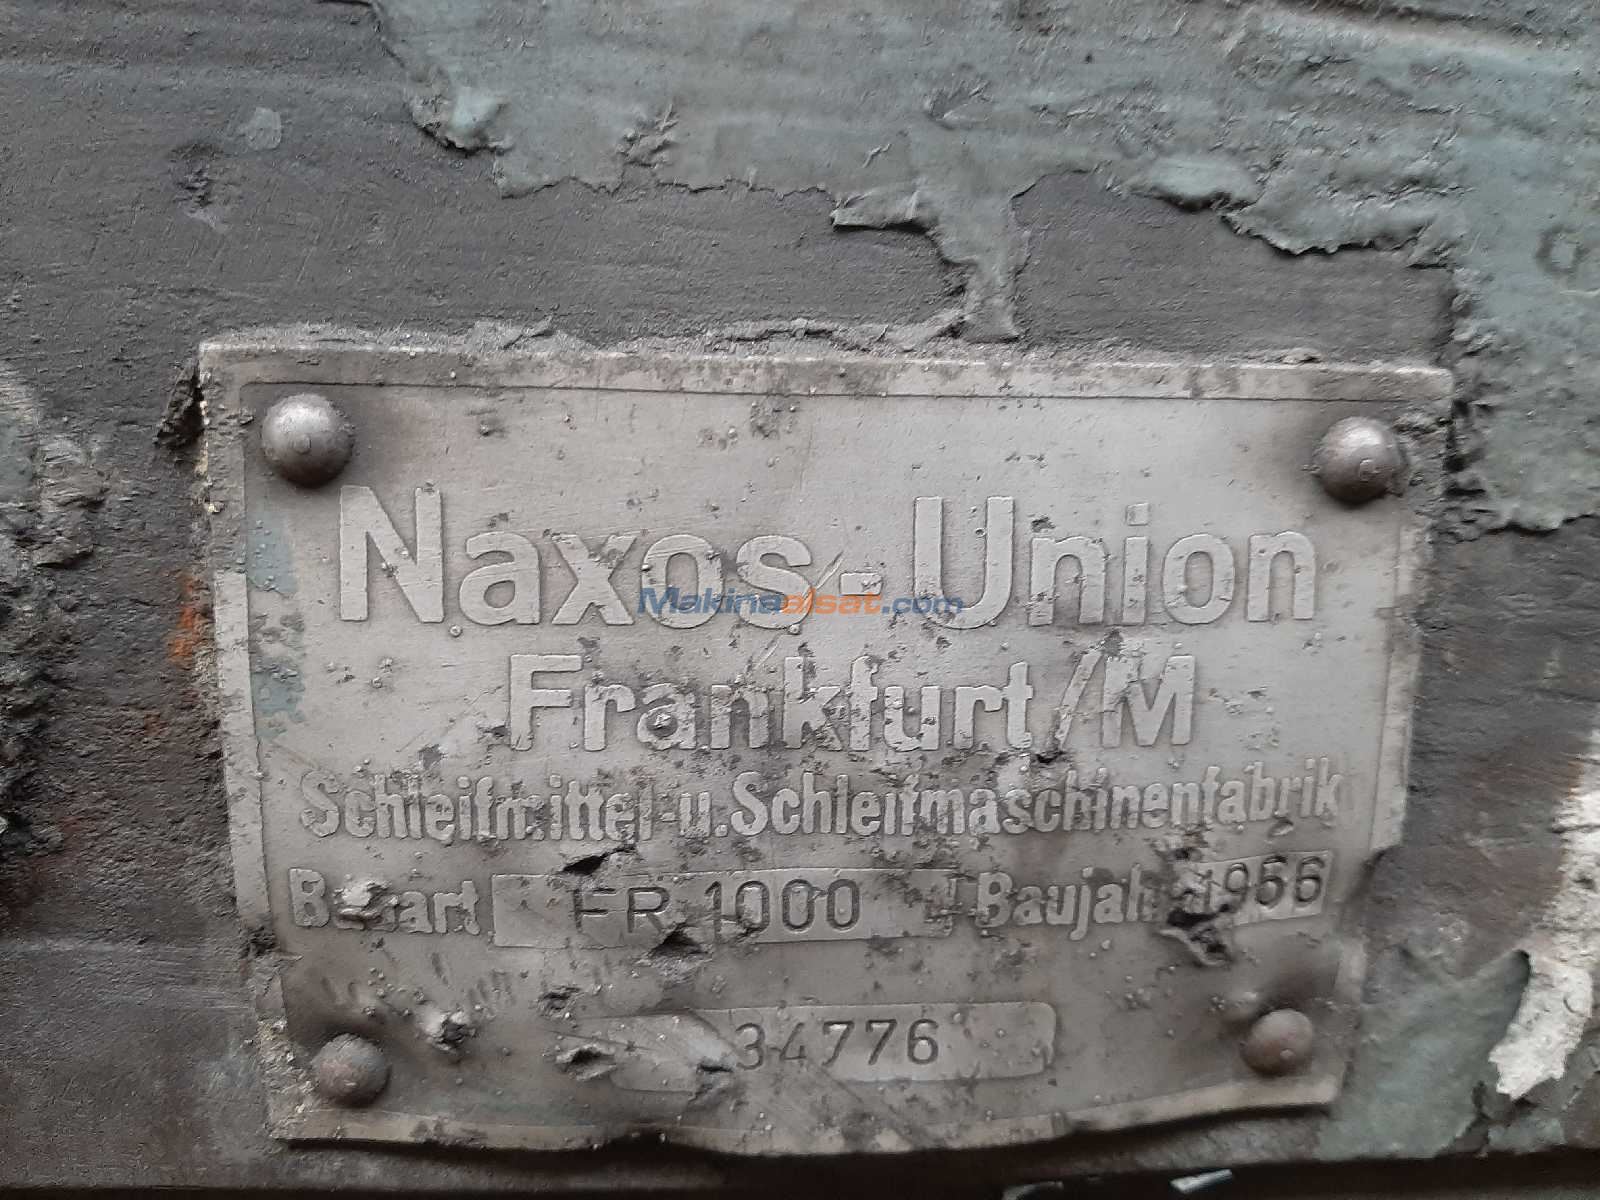 Naxos-Union
Makinaalsat.com
Frankfurt/M
Schleifmittel-u.Schleifmaschinenfabrik
Bauart FR 1000 Baujahr 1956
34776